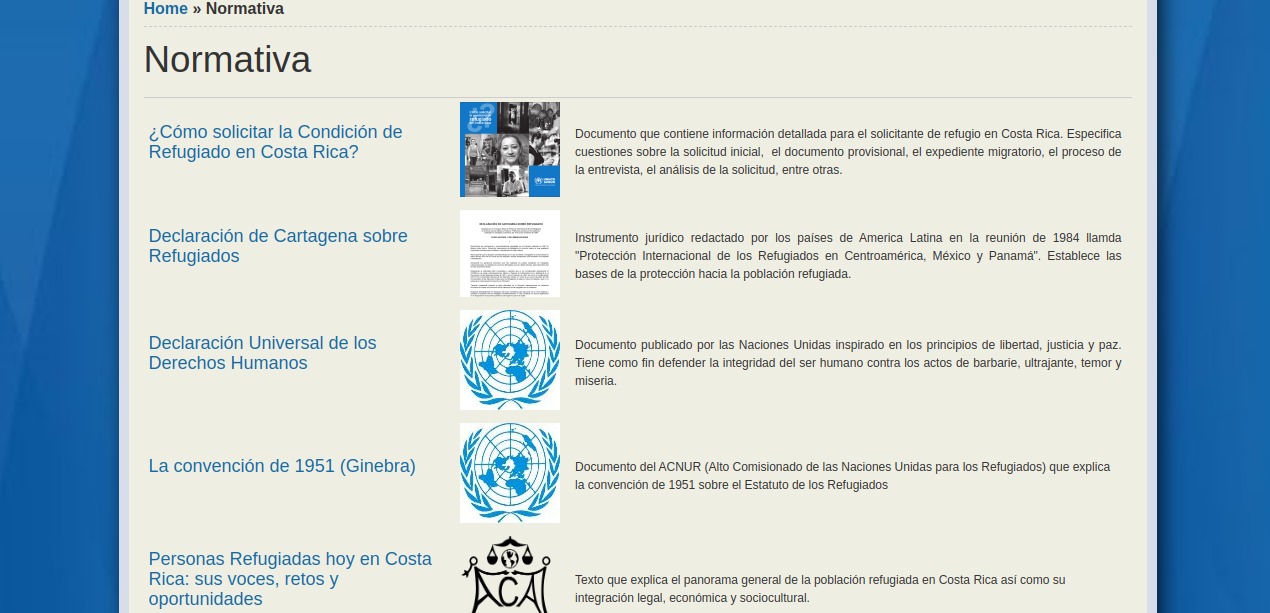 Home » Normativa
Normativa
¿Cómo solicitar la Condición de
Refugiado en Costa Rica?
Documento que contiene información detallada para el solicitante de refugio en Costa Rica. Especifica
cuestiones sobre la solicitud inicial,  el documento provisional, el expediente migratorio, el proceso de
la entrevista, el análisis de la solicitud, entre otras.
Declaración de Cartagena sobre
Refugiados
DECLARACIÓN DE CARTAGENA SOBRE REFUGIADOS
Instrumento jurídico redactado por los países de America Latina en la reunión de 1984 llamda
"Protección Internacional de los Refugiados en Centroamérica, México y Panamá". Establece las
bases de la protección hacia la población refugiada.
Declaración Universal de los
Derechos Humanos
Documento publicado por las Naciones Unidas inspirado en los principios de libertad, justicia y paz.
Tiene como fin defender la integridad del ser humano contra los actos de barbarie, ultrajante, temor y
miseria.
La convención de 1951 (Ginebra)
Documento del ACNUR (Alto Comisionado de las Naciones Unidas para los Refugiados) que explica
la convención de 1951 sobre el Estatuto de los Refugiados
Personas Refugiadas hoy en Costa
Rica: sus voces, retos y
oportunidades
ACAI
Texto que explica el panorama general de la población refugiada en Costa Rica así como su
integración legal, económica y sociocultural.